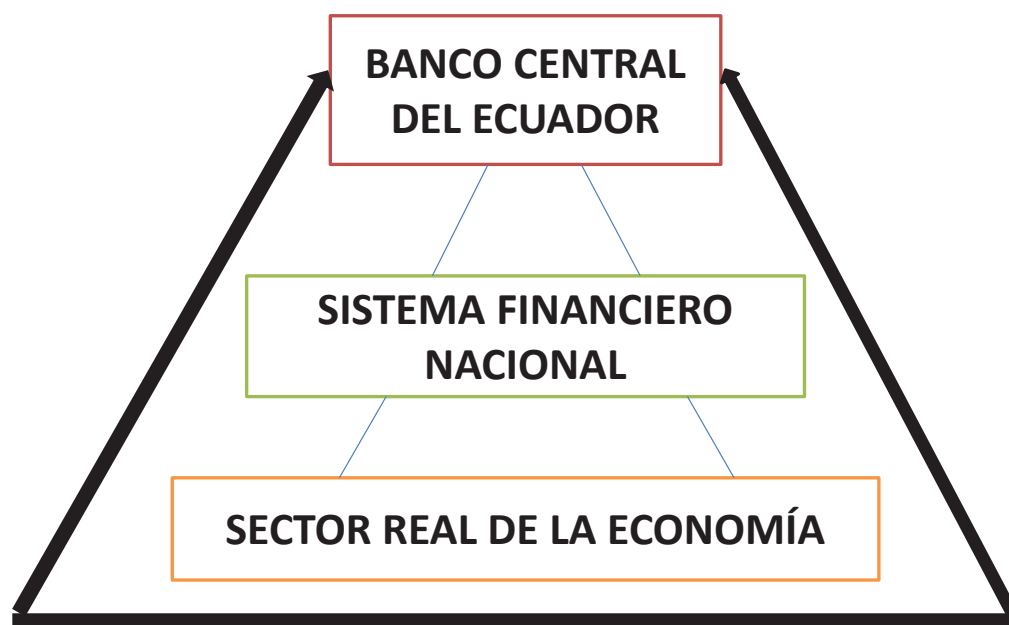 BANCO CENTRAL
DEL ECUADOR
SISTEMA FINANCIERO
NACIONAL
SECTOR REAL DE LA ECONOMÍA